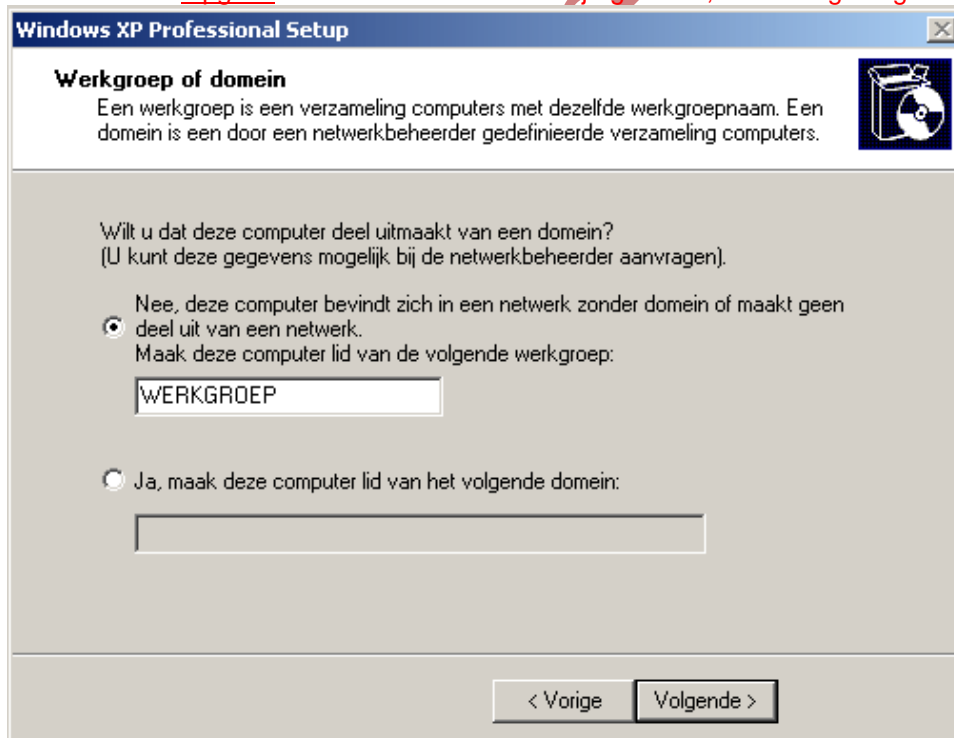 Windows XP Professional Setup
Werkgroep of domein
Een werkgroep is een verzameling computers met dezelfde werkgroepnaam. Een
domein is een door een netwerkbeheerder gedefinieerde verzameling computers.
Wilt u dat deze computer deel uitmaakt van een domein?
(U kunt deze gegevens mogelijk bij de netwerkbeheerder aanvragen).
Nee, deze computer bevindt zich in een netwerk zonder domein of maakt geen
deel uit van een netwerk.
Maak deze computer lid van de volgende werkgroep:
WERKGROEP
Ja, maak deze computer lid van het volgende domein:
< Vorige Volgende >